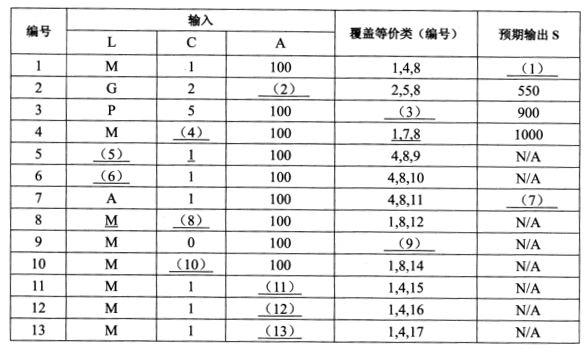 编号 输入 覆盖等价类（编号） 预期输出 S
L C A
1 M 1 100 1,4,8 （1）
2 G 2 （2） 2,5,8 550
3 P 5 100 （3） 900
4 M （4） 100 1,7,8 1000
5 （5） 1 100 4,8,9 N/A
6 （6） 1 100 4,8,10 N/A
7 A 1 100 4,8,11 （7）
8 M （8） 100 1,8,12 N/A
9 M 0 100 （9） N/A
10 M （10） 100 1,8,14 N/A
11 M 1 （11） 1,4,15 N/A
12 M 1 （12） 1,4,16 N/A
13 M 1 （13） 1,4,17 N/A